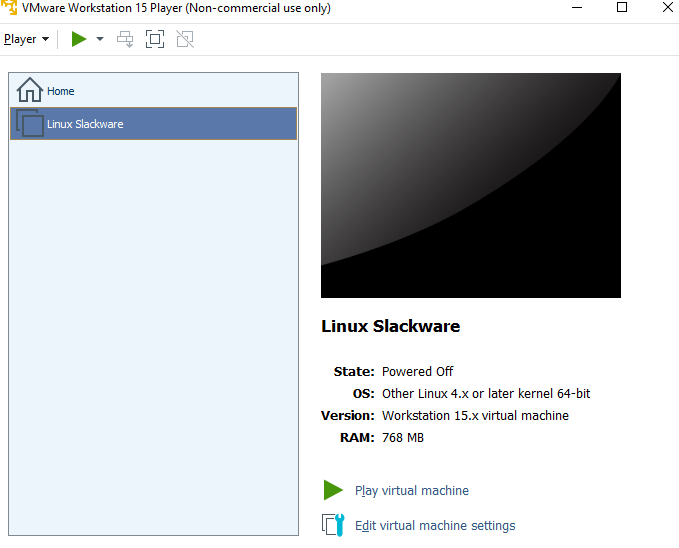 VMware Workstation 15 Player (Non-commercial use only)
Player
Home
Linux Slackware
Linux Slackware
State: Powered Off
OS: Other Linux 4.x or later kernel 64-bit
Version: Workstation 15.x virtual machine
RAM: 768 MB
Play virtual machine
Edit virtual machine settings